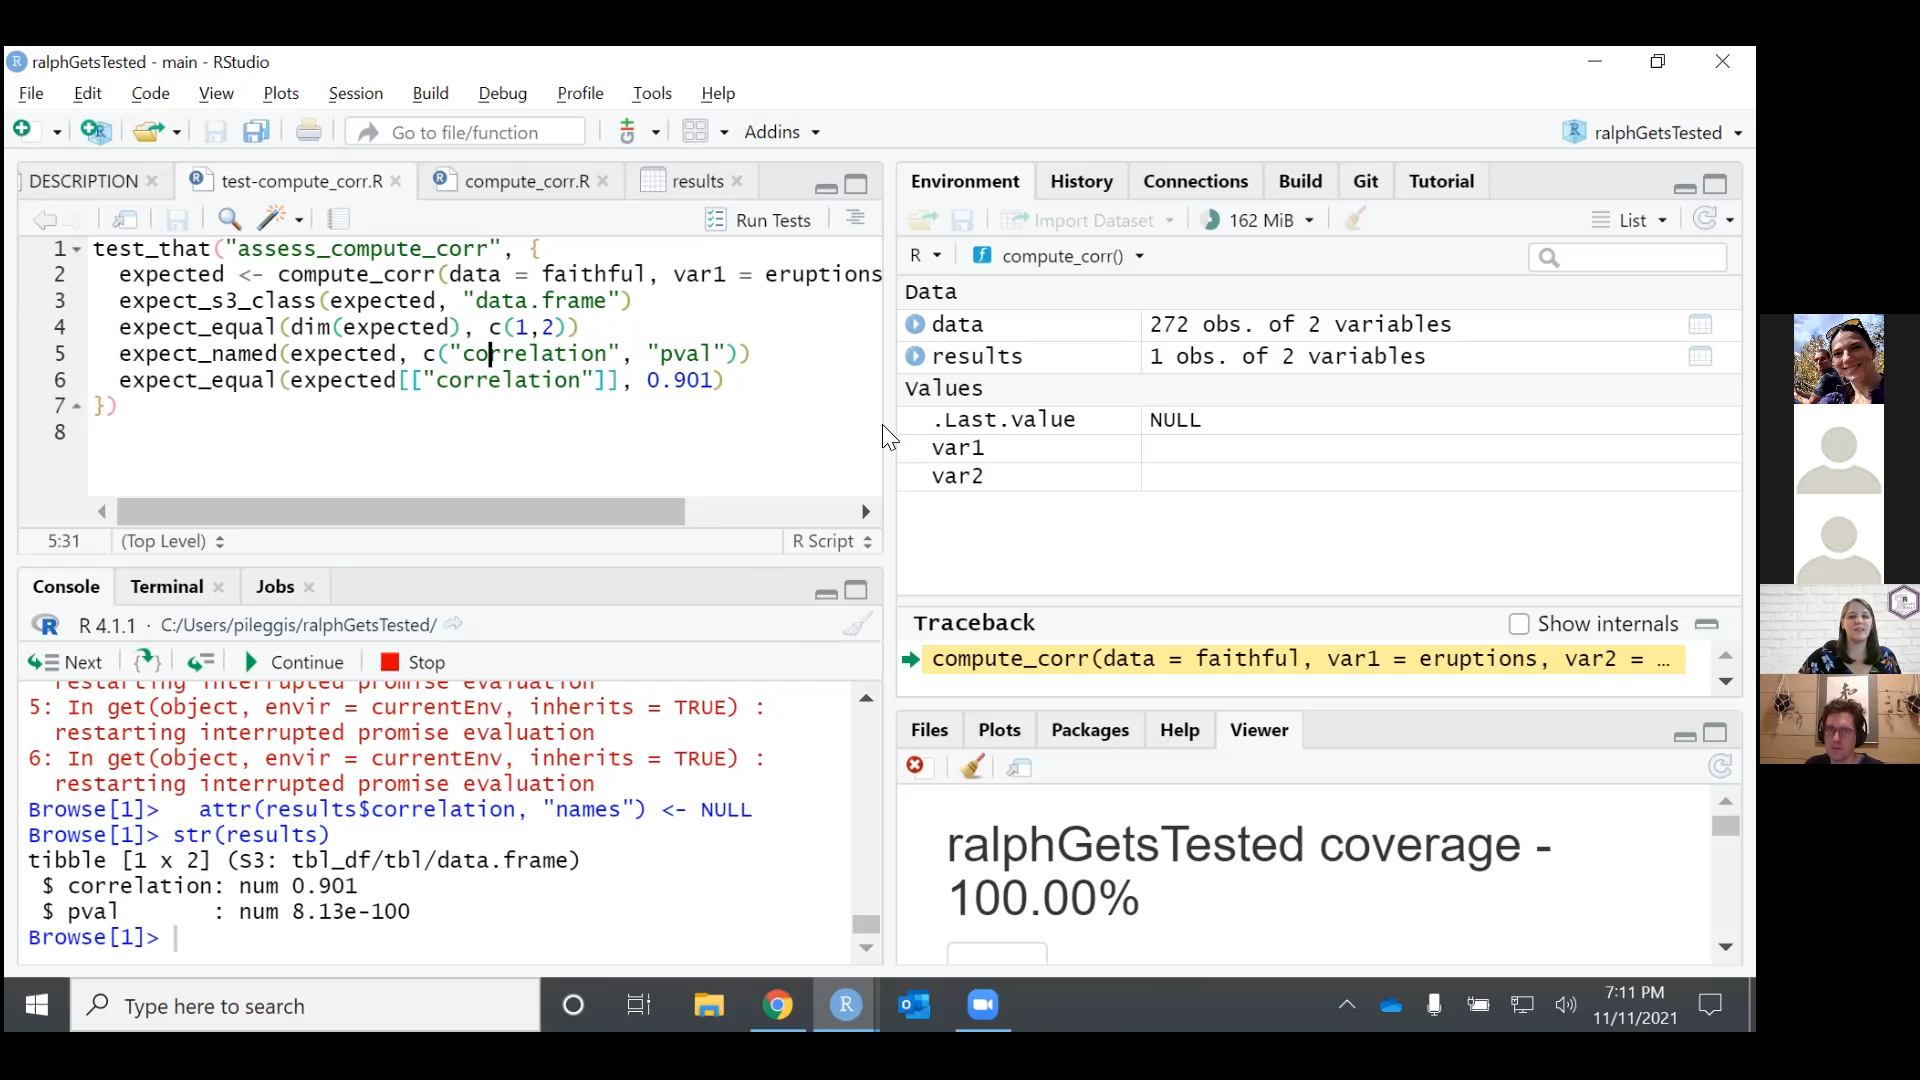 ralphGetsTested - main - RStudio
File Edit Code View Plots Session Build Debug Profile Tools Help
Go to file/function Addins ralphGetsTested
DESCRIPTION test-compute_corr.R compute_corr.R results
Run Tests
1 test_that("assess_compute_corr", {
2 expected <- compute_corr(data = faithful, var1 = eruptions
3 expect_s3_class(expected, "data.frame")
4 expect_equal(dim(expected), c(1,2))
5 expect_named(expected, c("correlation", "pval"))
6 expect_equal(expected[["correlation"]], 0.901)
7 })
8
5:31 (Top Level) R Script
Console Terminal Jobs
R 4.1.1 · C:/Users/pileggis/ralphGetsTested/
Next Continue Stop
restarting interrupted promise evaluation
5: In get(object, envir = currentEnv, inherits = TRUE) :
restarting interrupted promise evaluation
6: In get(object, envir = currentEnv, inherits = TRUE) :
restarting interrupted promise evaluation
Browse[1]> attr(results$correlation, "names") <- NULL
Browse[1]> str(results)
tibble [1 x 2] (S3: tbl_df/tbl/data.frame)
$ correlation: num 0.901
$ pval : num 8.13e-100
Browse[1]>
Environment History Connections Build Git Tutorial
Import Dataset 162 MiB List
R compute_corr()
Data
data 272 obs. of 2 variables
results 1 obs. of 2 variables
Values
.Last.value NULL
var1
var2
Traceback Show internals
compute_corr(data = faithful, var1 = eruptions, var2 = …
Files Plots Packages Help Viewer
ralphGetsTested coverage -
100.00%
Type here to search
7:11 PM
11/11/2021